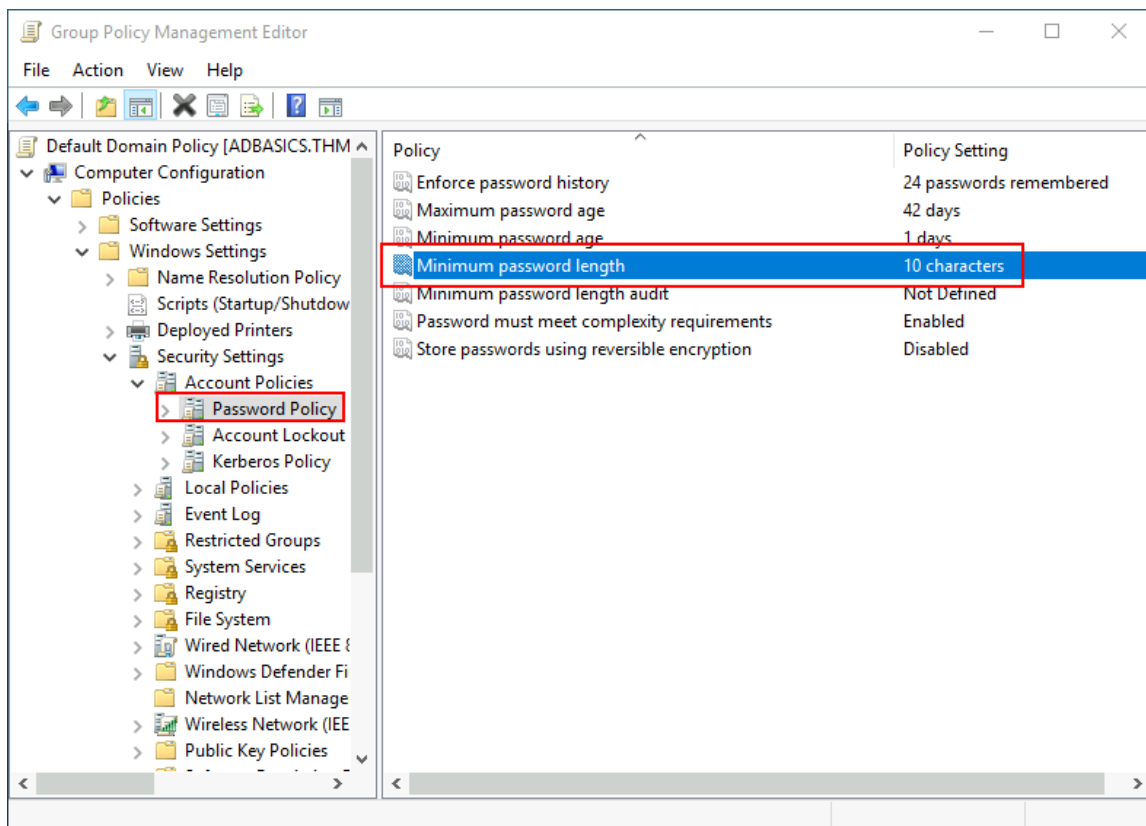 Group Policy Management Editor
File Action View Help
Default Domain Policy [ADBASICS.THM
Computer Configuration
Policies
Software Settings
Windows Settings
Name Resolution Policy
Scripts (Startup/Shutdow
Deployed Printers
Security Settings
Account Policies
Password Policy
Account Lockout
Kerberos Policy
Local Policies
Event Log
Restricted Groups
System Services
Registry
File System
Wired Network (IEEE 8
Windows Defender Fi
Network List Manage
Wireless Network (IEE
Public Key Policies
Policy Policy Setting
Enforce password history 24 passwords remembered
Maximum password age 42 days
Minimum password age 1 days
Minimum password length 10 characters
Minimum password length audit Not Defined
Password must meet complexity requirements Enabled
Store passwords using reversible encryption Disabled